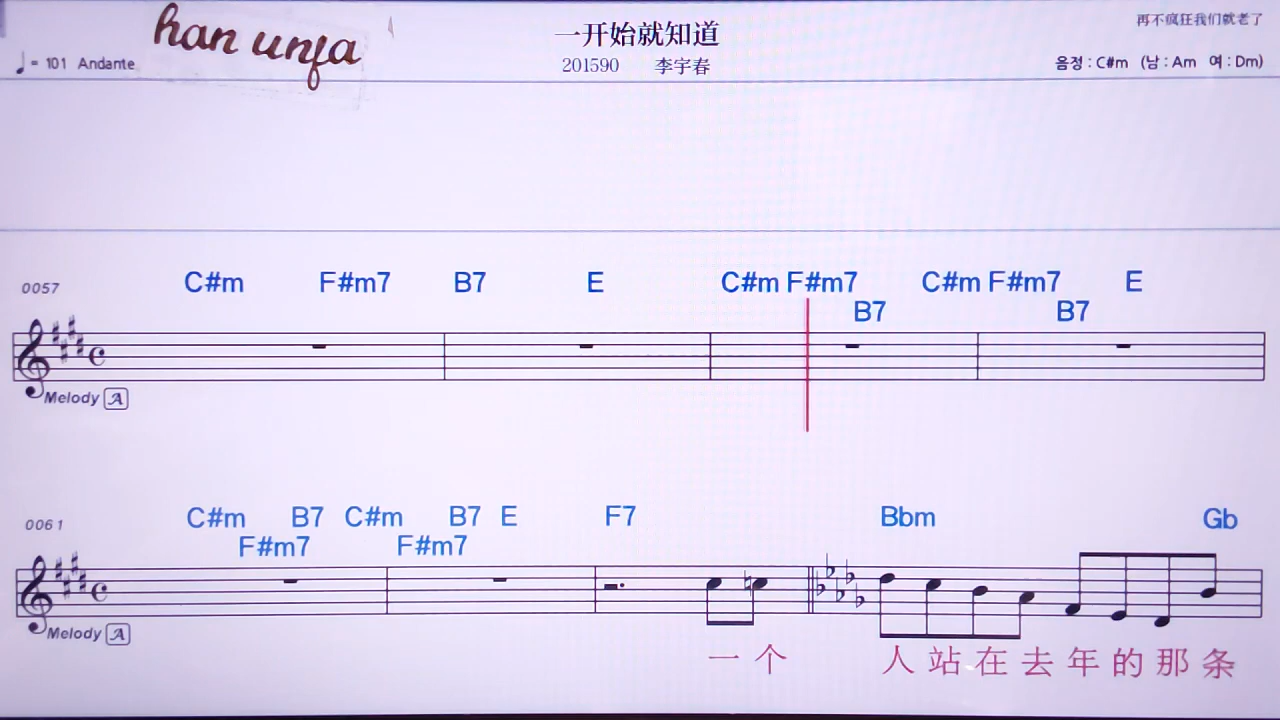 han unfa
一开始就知道
再不疯狂我们就老了
♩= 101 Andante
201590 李宇春
음정 : C#m (남 : Am 여 : Dm)
0057 C#m F#m7 B7 E C#m F#m7 C#m F#m7 E
B7 B7
Melody A
0061 C#m B7 C#m B7 E F7 Bbm Gb
F#m7 F#m7
Melody A
一个 人站在去年的那条